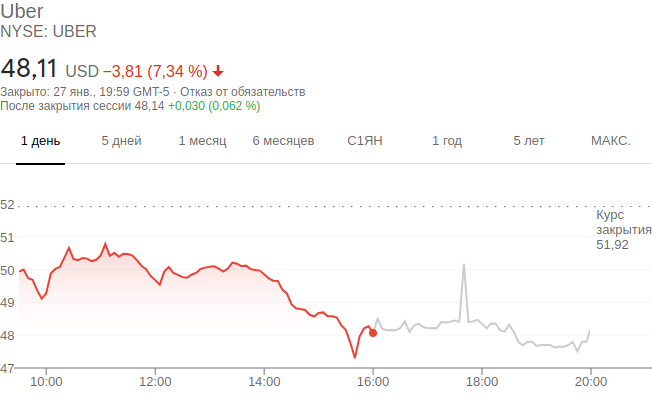 Uber
NYSE: UBER
48,11 USD −3,81 (7,34 %)
Закрыто: 27 янв., 19:59 GMT-5 · Отказ от обязательств
После закрытия сессии 48,14 +0,030 (0,062 %)
1 день 5 дней 1 месяц 6 месяцев С1ЯН 1 год 5 лет МАКС.
52
Курс
закрытия
51,92
51
50
49
48
47
10:00 12:00 14:00 16:00 18:00 20:00